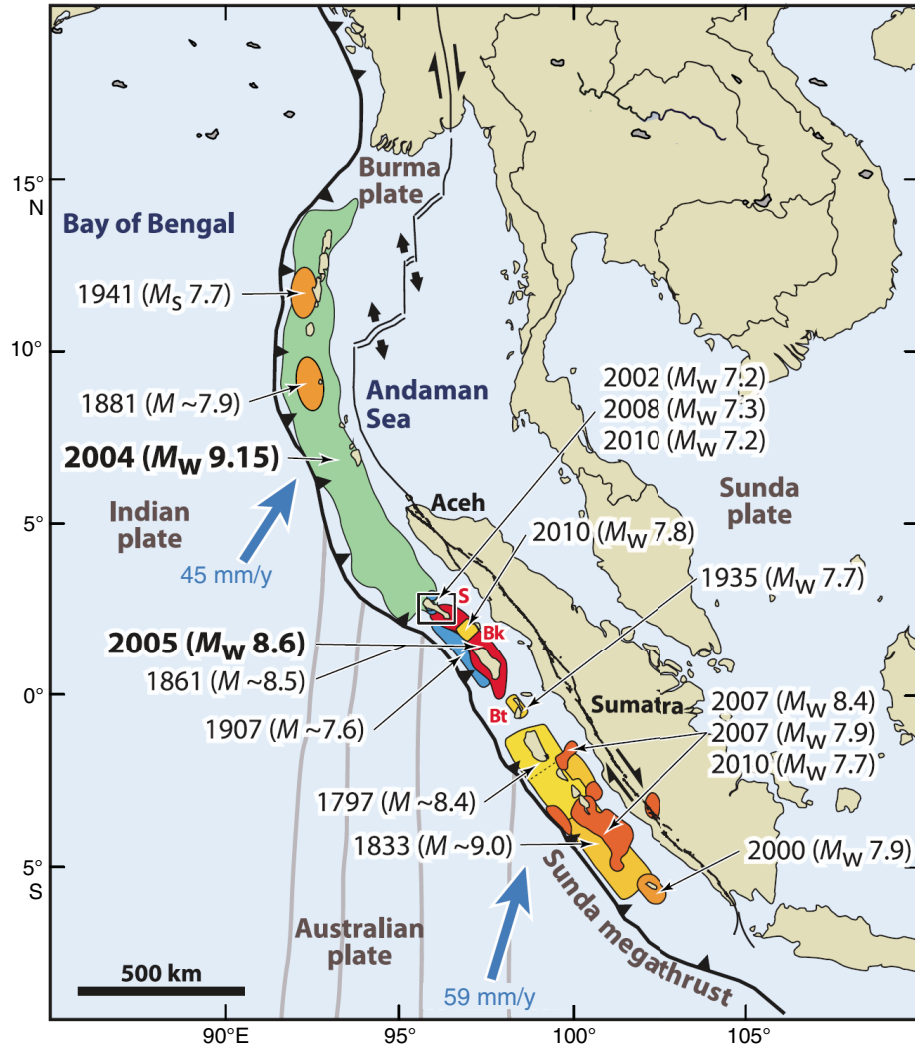 15°
N
10°
5°
0°
5°
S
90°E
95°
100°
105°
Burma
plate
Bay of Bengal
1941 (MS 7.7)
1881 (M ~7.9)
Andaman
Sea
2002 (MW 7.2)
2008 (MW 7.3)
2010 (MW 7.2)
2004 (MW 9.15)
Indian
plate
45 mm/y
Aceh
Sunda
plate
2010 (MW 7.8)
1935 (MW 7.7)
S
Bk
2005 (MW 8.6)
1861 (M ~8.5)
Bt
1907 (M ~7.6)
Sumatra
2007 (MW 8.4)
2007 (MW 7.9)
2010 (MW 7.7)
1797 (M ~8.4)
1833 (M ~9.0)
2000 (MW 7.9)
Sunda megathrust
Australian
plate
500 km
59 mm/y